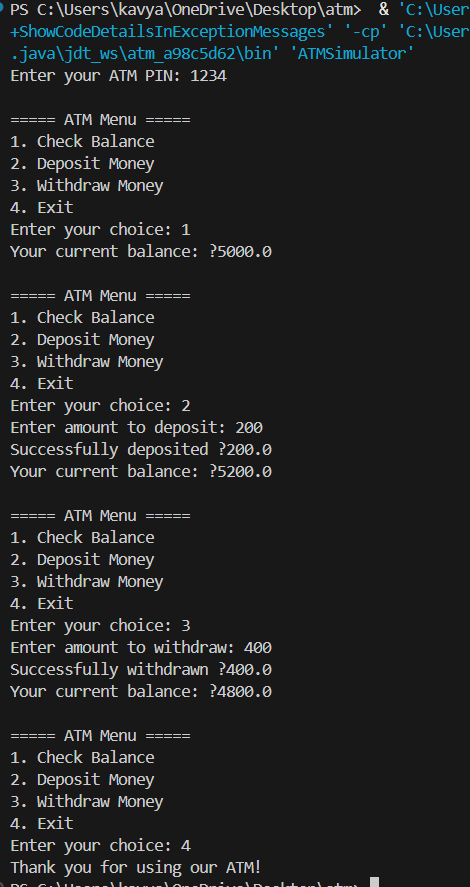 PS C:\Users\kavya\OneDrive\Desktop\atm>  & 'C:\User
+ShowCodeDetailsInExceptionMessages' '-cp' 'C:\User
.java\jdt_ws\atm_a98c5d62\bin' 'ATMSimulator'
Enter your ATM PIN: 1234

===== ATM Menu =====
1. Check Balance
2. Deposit Money
3. Withdraw Money
4. Exit
Enter your choice: 1
Your current balance: ?5000.0

===== ATM Menu =====
1. Check Balance
2. Deposit Money
3. Withdraw Money
4. Exit
Enter your choice: 2
Enter amount to deposit: 200
Successfully deposited ?200.0
Your current balance: ?5200.0

===== ATM Menu =====
1. Check Balance
2. Deposit Money
3. Withdraw Money
4. Exit
Enter your choice: 3
Enter amount to withdraw: 400
Successfully withdrawn ?400.0
Your current balance: ?4800.0

===== ATM Menu =====
1. Check Balance
2. Deposit Money
3. Withdraw Money
4. Exit
Enter your choice: 4
Thank you for using our ATM!
PS C:\Users\kavya\OneDrive\Desktop\atm>